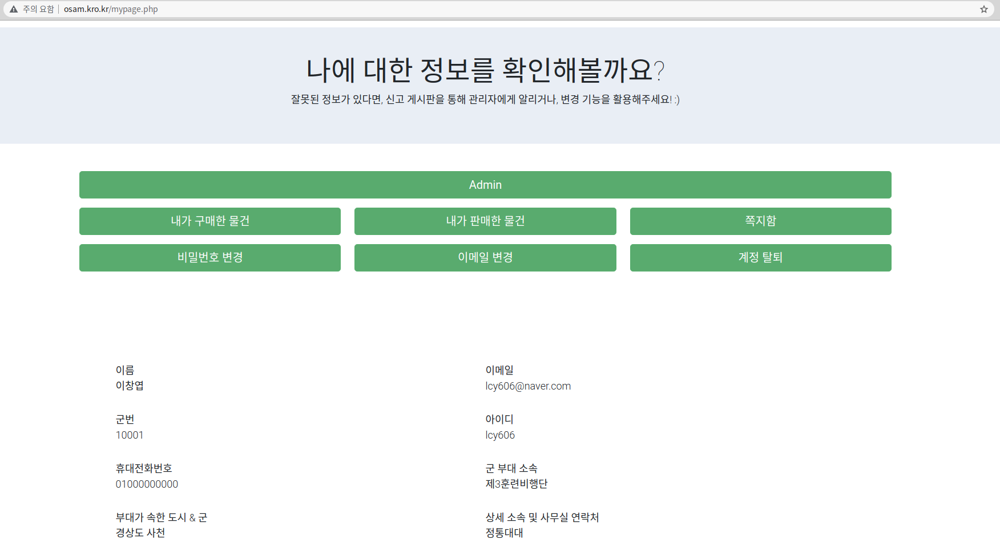 주의 요함 osam.kro.kr/mypage.php
나에 대한 정보를 확인해볼까요?
잘못된 정보가 있다면, 신고 게시판을 통해 관리자에게 알리거나, 변경 기능을 활용해주세요! :)
Admin
내가 구매한 물건 내가 판매한 물건 쪽지함
비밀번호 변경 이메일 변경 계정 탈퇴
이름 이메일
이창엽 lcy606@naver.com
군번 아이디
10001 lcy606
휴대전화번호 군 부대 소속
01000000000 제3훈련비행단
부대가 속한 도시 & 군 상세 소속 및 사무실 연락처
경상도 사천 정통대대